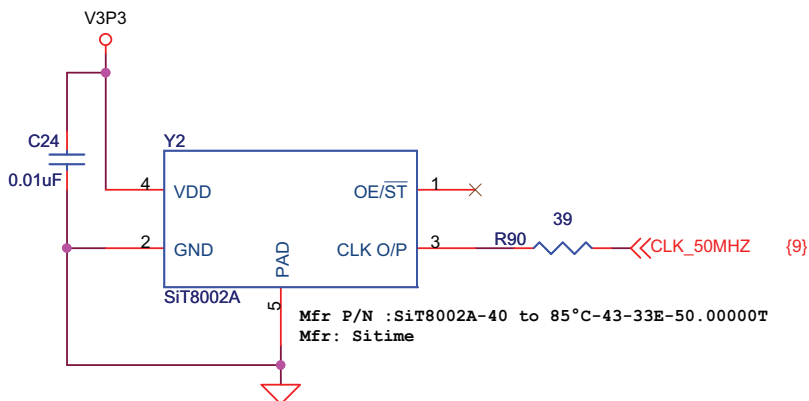 V3P3
C24
0.01uF
Y2
4
VDD
OE/ST
1
2
GND
CLK O/P
3
PAD
5
SiT8002A
R90
39
CLK_50MHZ
{9}
Mfr P/N :SiT8002A-40 to 85°C-43-33E-50.00000T
Mfr: Sitime